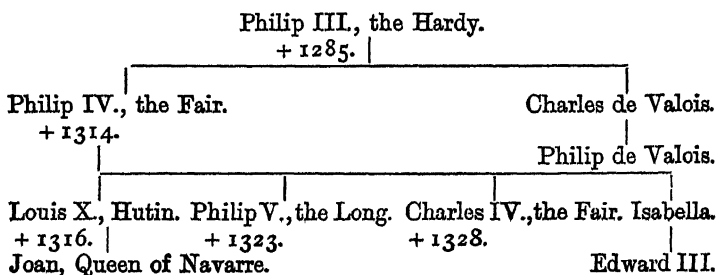 Philip III., the Hardy.
+ 1285.
Philip IV., the Fair. Charles de Valois.
+ 1314.
Philip de Valois.
Louis X., Hutin. Philip V., the Long. Charles IV., the Fair. Isabella.
+ 1316. + 1323. + 1328.
Joan, Queen of Navarre. Edward III.